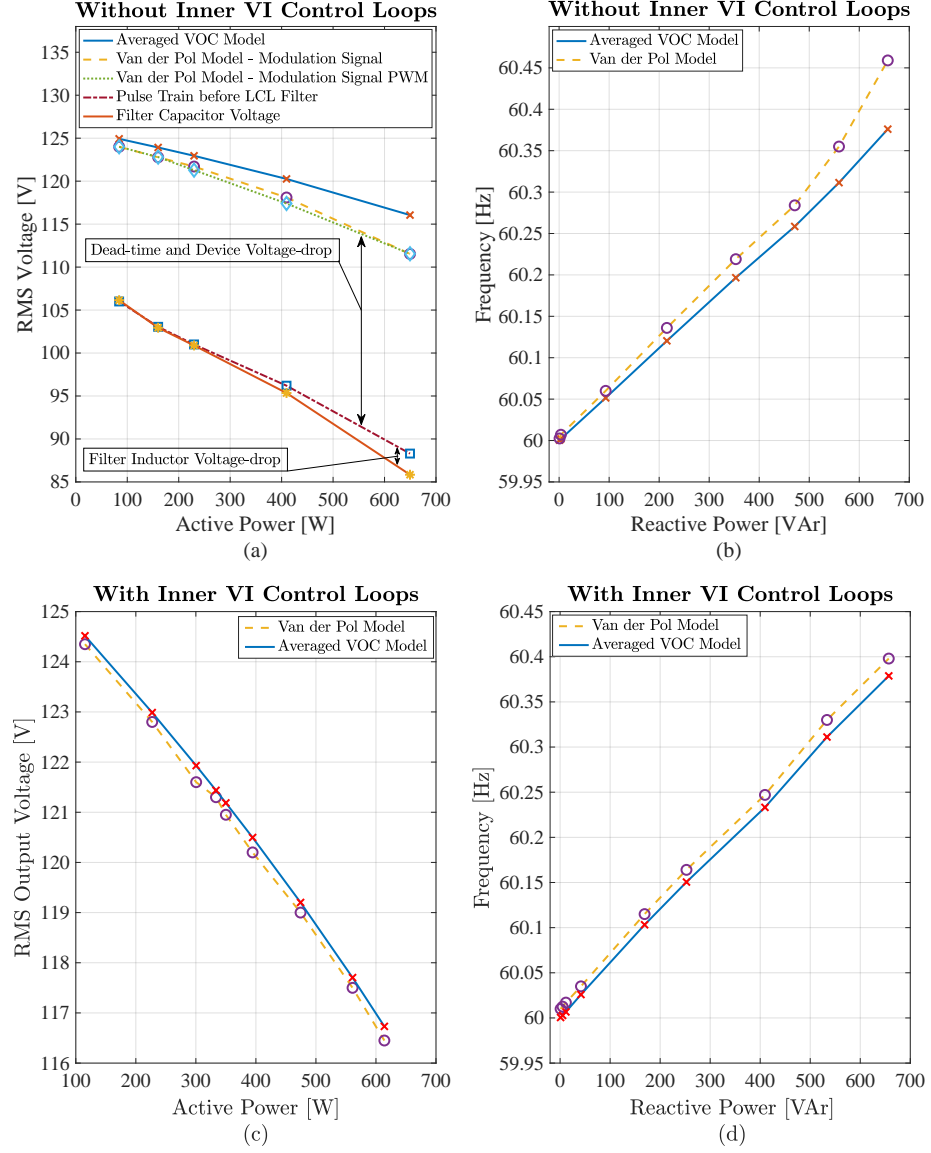 Without Inner VI Control Loops
Averaged VOC Model
Van der Pol Model - Modulation Signal
Van der Pol Model - Modulation Signal PWM
Pulse Train before LCL Filter
Filter Capacitor Voltage
Dead-time and Device Voltage-drop
Filter Inductor Voltage-drop
135
130
125
120
115
110
105
100
95
90
85
RMS Voltage [V]
0 100 200 300 400 500 600 700
Active Power [W]
(a)
Without Inner VI Control Loops
Averaged VOC Model
Van der Pol Model
60.45
60.4
60.35
60.3
60.25
60.2
60.15
60.1
60.05
60
59.95
Frequency [Hz]
0 100 200 300 400 500 600 700
Reactive Power [VAr]
(b)
With Inner VI Control Loops
Van der Pol Model
Averaged VOC Model
125
124
123
122
121
120
119
118
117
116
RMS Output Voltage [V]
100 200 300 400 500 600 700
Active Power [W]
(c)
With Inner VI Control Loops
Van der Pol Model
Averaged VOC Model
60.45
60.4
60.35
60.3
60.25
60.2
60.15
60.1
60.05
60
59.95
Frequency [Hz]
0 100 200 300 400 500 600 700
Reactive Power [VAr]
(d)